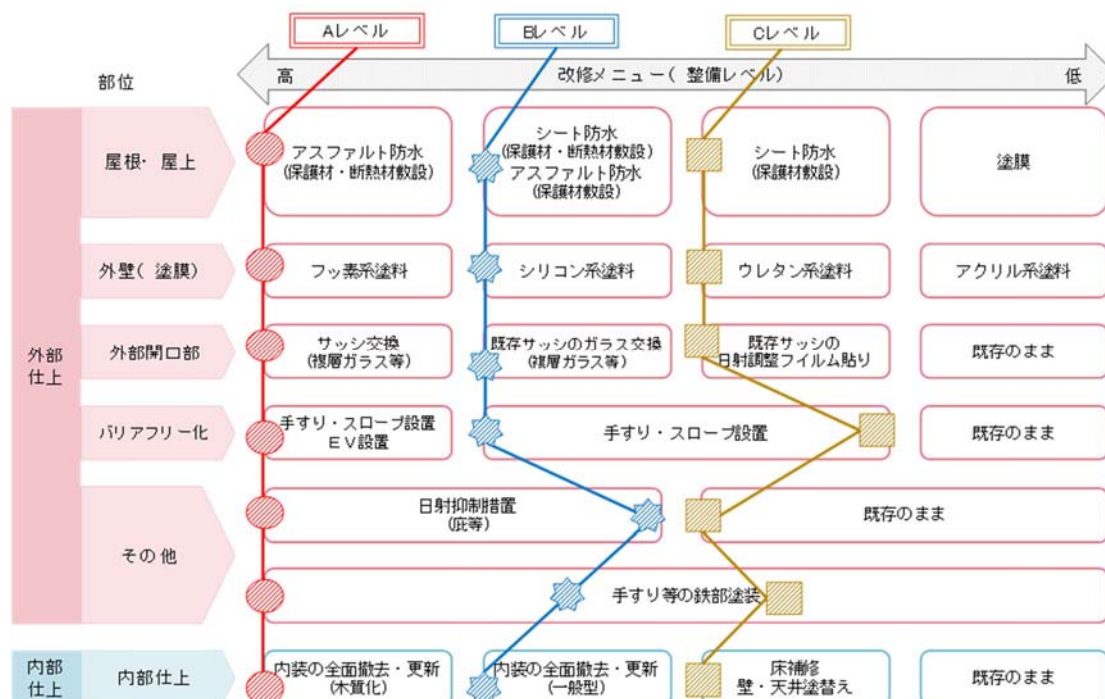 Aレベル
Bレベル
Cレベル
部位
高
改修メニュー( 整備レベル)
低
外部
仕上
屋根・ 屋上
アスファルト防水
(保護材・断熱材敷設)
シート防水
(保護材・断熱材敷設)
アスファルト防水
(保護材敷設)
シート防水
(保護材敷設)
塗膜
外壁( 塗膜)
フッ素系塗料
シリコン系塗料
ウレタン系塗料
アクリル系塗料
外部開口部
サッシ交換
(複層ガラス等)
既存サッシのガラス交換
(複層ガラス等)
既存サッシの
日射調整フイルム貼り
既存のまま
バリアフリー化
手すり・スロープ設置
EV設置
手すり・スロープ設置
既存のまま
その他
日射抑制措置
(庇等)
既存のまま
手すり等の鉄部塗装
内部
仕上
内部仕上
内装の全面撤去・更新
(木質化)
内装の全面撤去・更新
(一般型)
床補修
壁・天井塗替え
既存のまま